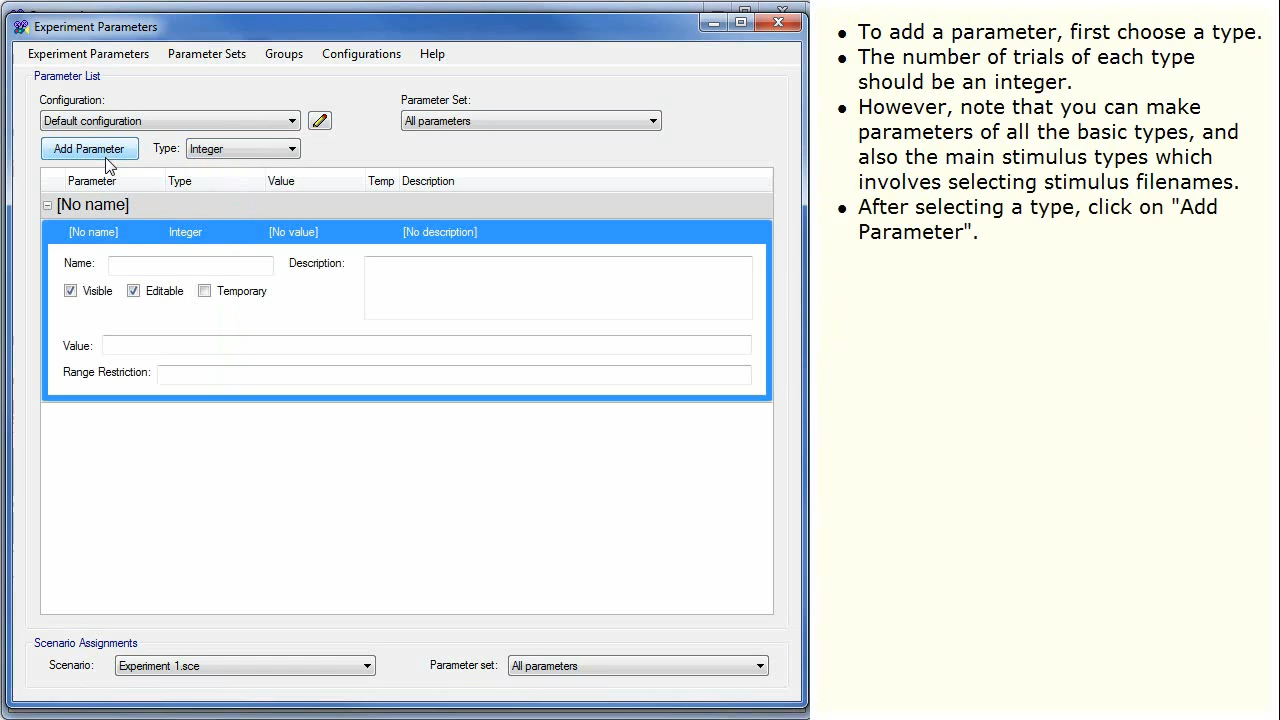 Experiment Parameters
Experiment Parameters Parameter Sets Groups Configurations Help
Parameter List
Configuration: Parameter Set:
Default configuration All parameters
Add Parameter Type: Integer
Parameter Type Value Temp Description
[No name]
[No name] Integer [No value] [No description]
Name: Description:
Visible Editable Temporary
Value:
Range Restriction:
Scenario Assignments
Scenario: Experiment 1.sce Parameter set: All parameters
• To add a parameter, first choose a type.
• The number of trials of each type
should be an integer.
• However, note that you can make
parameters of all the basic types, and
also the main stimulus types which
involves selecting stimulus filenames.
• After selecting a type, click on "Add
Parameter".